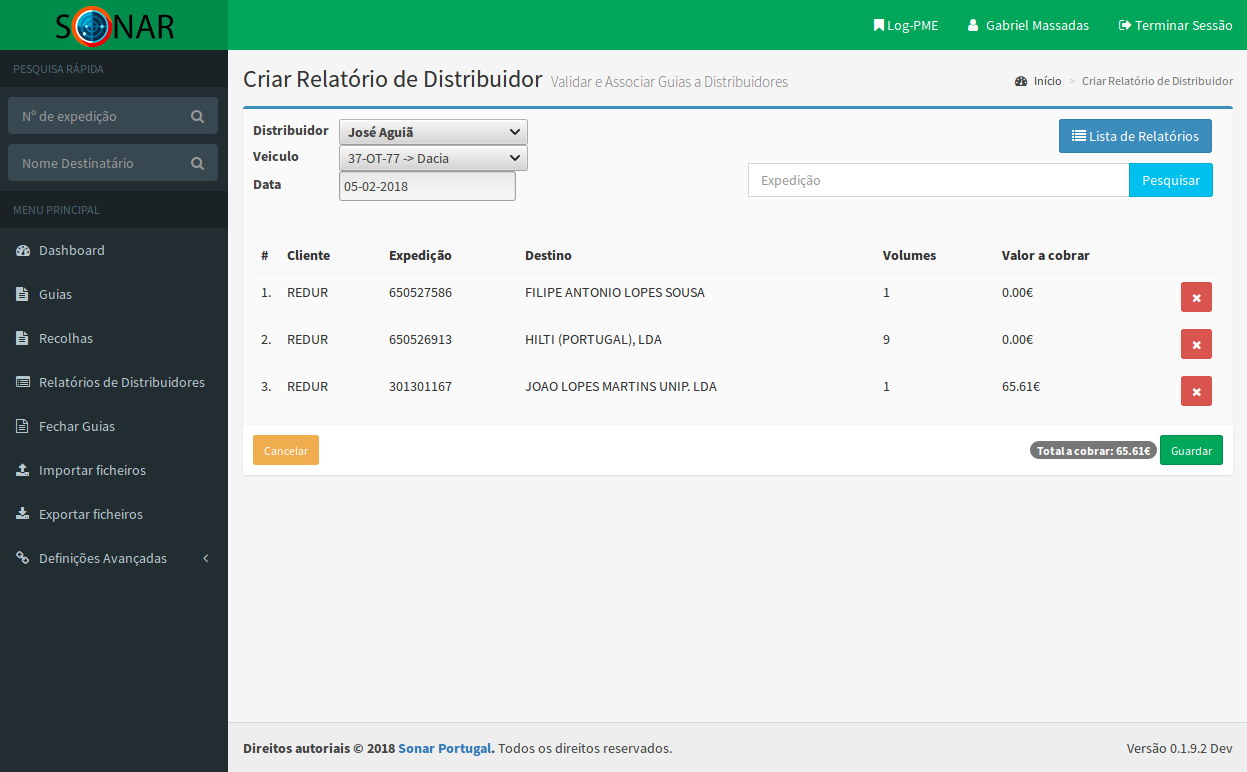 SONAR
Log-PME
Gabriel Massadas
Terminar Sessão
PESQUISA RÁPIDA
Nº de expedição
Nome Destinatário
MENU PRINCIPAL
Dashboard
Guias
Recolhas
Relatórios de Distribuidores
Fechar Guias
Importar ficheiros
Exportar ficheiros
Definições Avançadas
Criar Relatório de Distribuidor Validar e Associar Guias a Distribuidores
Início > Criar Relatório de Distribuidor
Distribuidor José Aguiã
Veiculo 37-OT-77 -> Dacia
Data 05-02-2018
Lista de Relatórios
Expedição Pesquisar
# Cliente Expedição Destino Volumes Valor a cobrar
1. REDUR 650527586 FILIPE ANTONIO LOPES SOUSA 1 0.00€
2. REDUR 650526913 HILTI (PORTUGAL), LDA 9 0.00€
3. REDUR 301301167 JOAO LOPES MARTINS UNIP. LDA 1 65.61€
Cancelar Total a cobrar: 65.61€ Guardar
Direitos autoriais © 2018 Sonar Portugal. Todos os direitos reservados. Versão 0.1.9.2 Dev